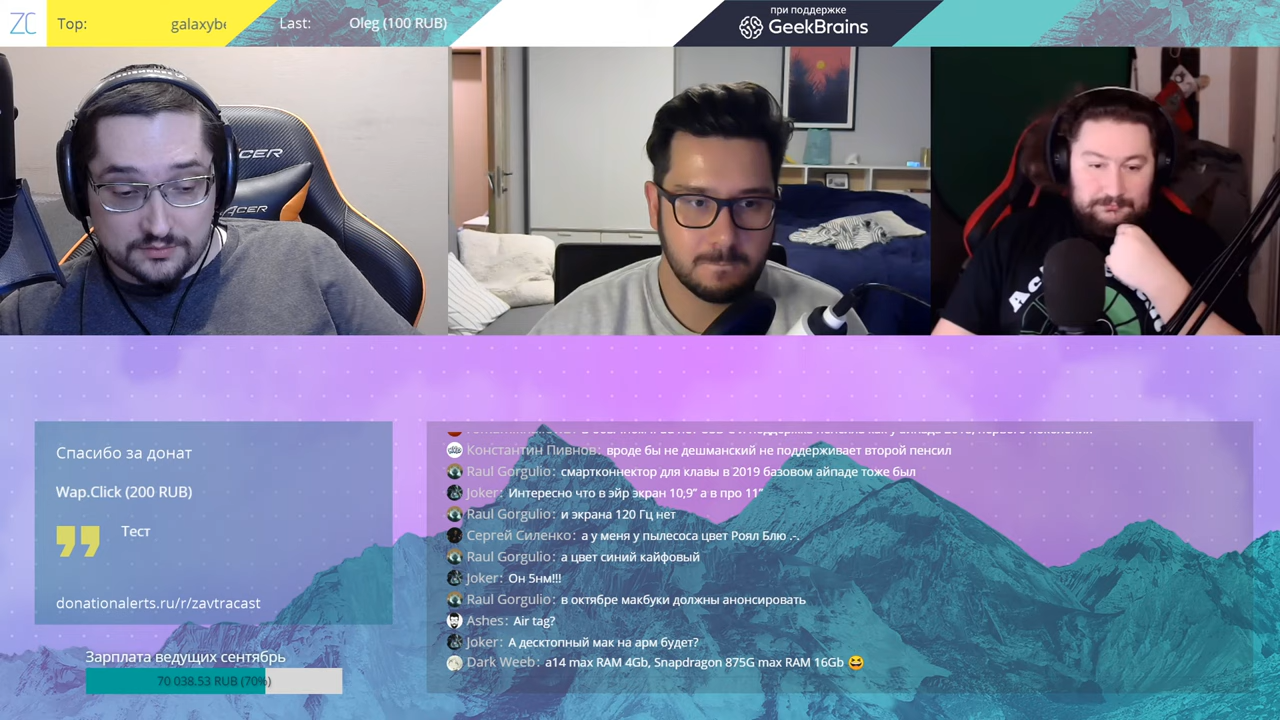 ZC
Top:
galaxyb
Last:
Oleg (100 RUB)
при поддержке
GeekBrains
ACER
ACER
Спасибо за донат
Wap.Click (200 RUB)
Тест
donationalerts.ru/r/zavtracast
Зарплата ведущих сентябрь
70 038.53 RUB (70%)
Константин Пивнов: вроде бы не дешманский не поддерживает второй пенсил
Raul Gorgulio: смартконнектор для клавы в 2019 базовом айпаде тоже был
Joker: Интересно что в эйр экран 10,9” а в про 11”
Raul Gorgulio: и экрана 120 Гц нет
Сергей Силенко: а у меня у пылесоса цвет Роял Блю .-.
Raul Gorgulio: а цвет синий кайфовый
Joker: Он 5нм!!!
Raul Gorgulio: в октябре макбуки должны анонсировать
Ashes: Air tag?
Joker: А десктопный мак на арм будет?
Dark Weeb: a14 max RAM 4Gb, Snapdragon 875G max RAM 16Gb 😆